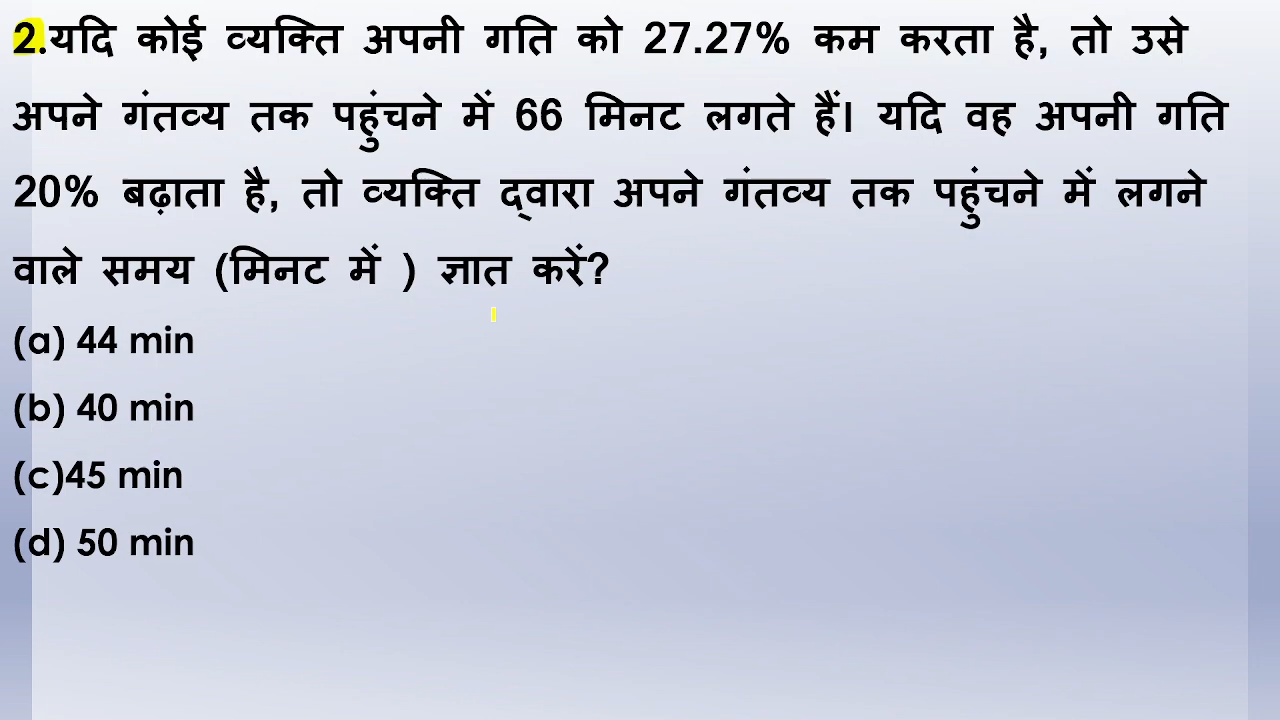 2.यदि कोई व्यक्ति अपनी गति को 27.27% कम करता है, तो उसे
अपने गंतव्य तक पहुंचने में 66 मिनट लगते हैं। यदि वह अपनी गति
20% बढ़ाता है, तो व्यक्ति द्वारा अपने गंतव्य तक पहुंचने में लगने
वाले समय (मिनट में ) ज्ञात करें?
(a) 44 min
(b) 40 min
(c)45 min
(d) 50 min